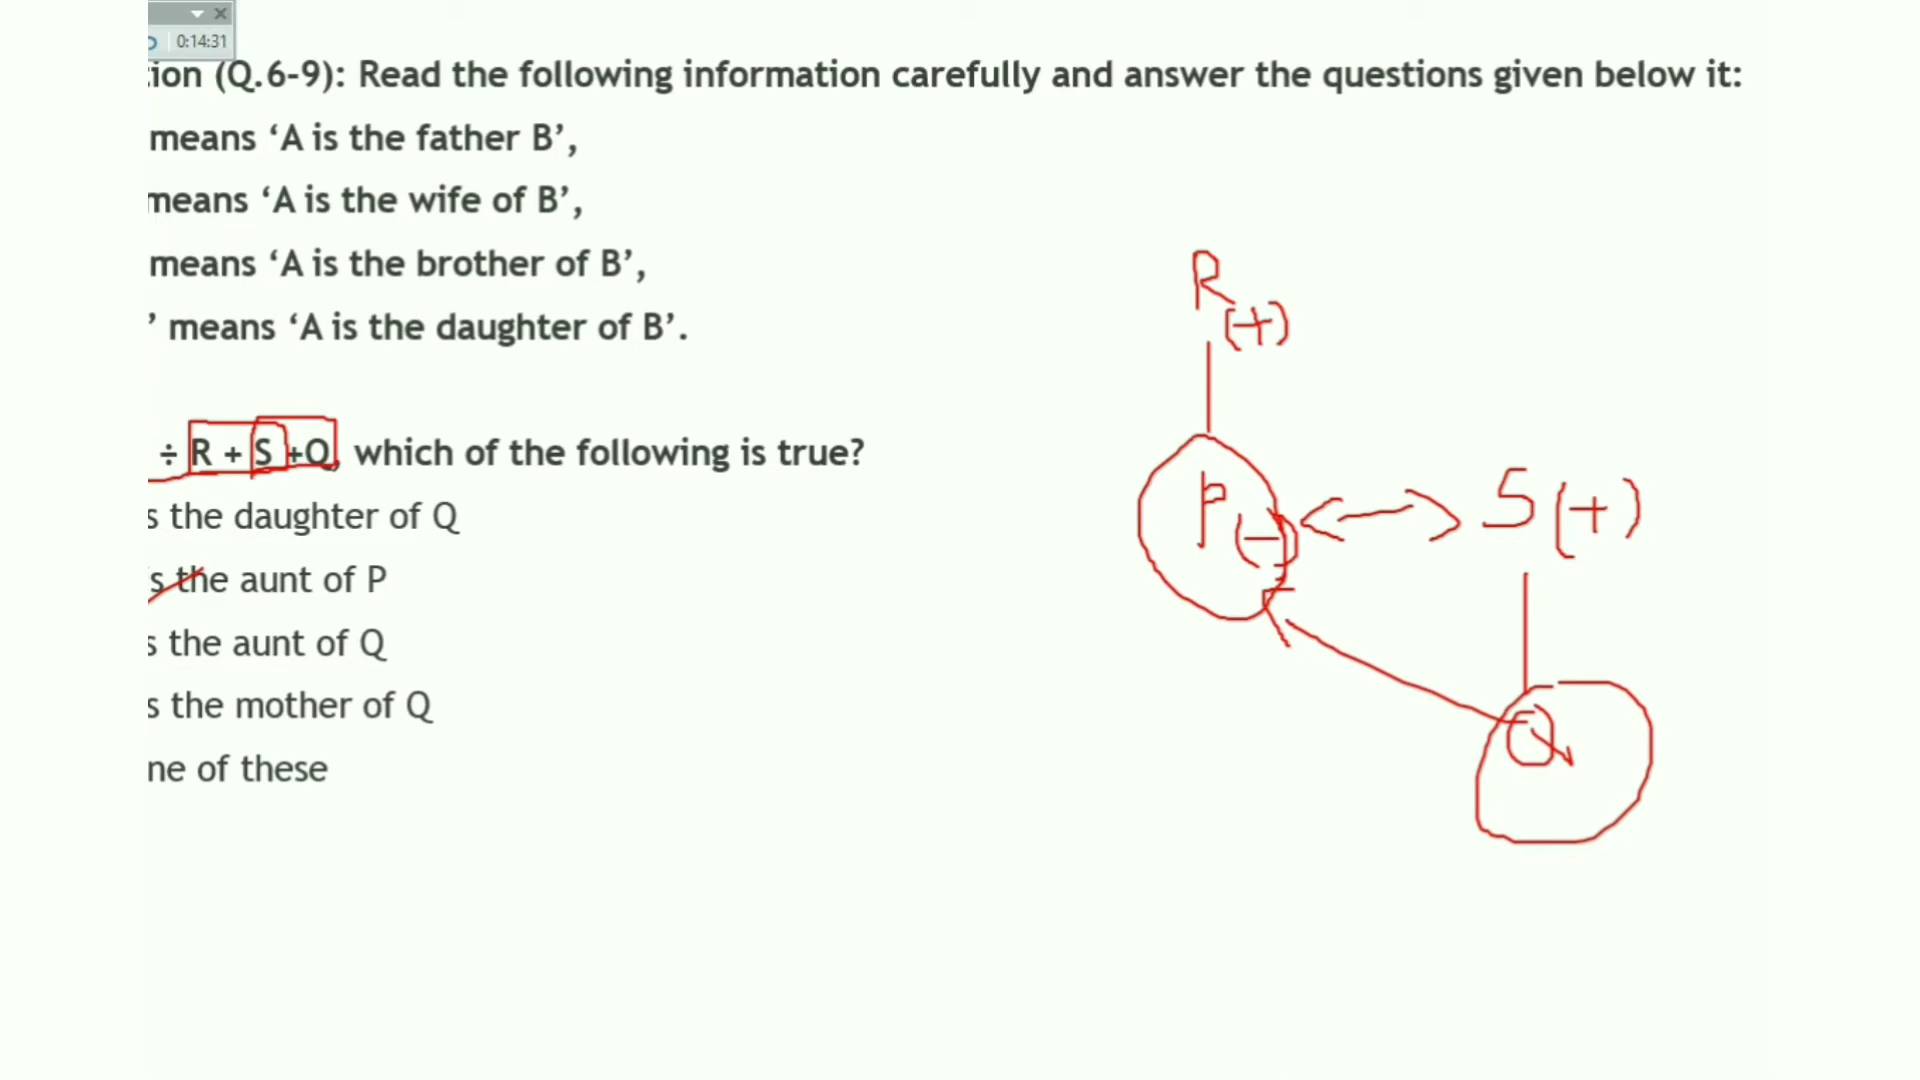 0:14:31
ion (Q.6-9): Read the following information carefully and answer the questions given below it:
means ‘A is the father B’,
means ‘A is the wife of B’,
means ‘A is the brother of B’,
’ means ‘A is the daughter of B’.
÷ R + S +Q, which of the following is true?
s the daughter of Q
s the aunt of P
s the aunt of Q
s the mother of Q
ne of these
R
(+)
P (-)
S (+)
Q